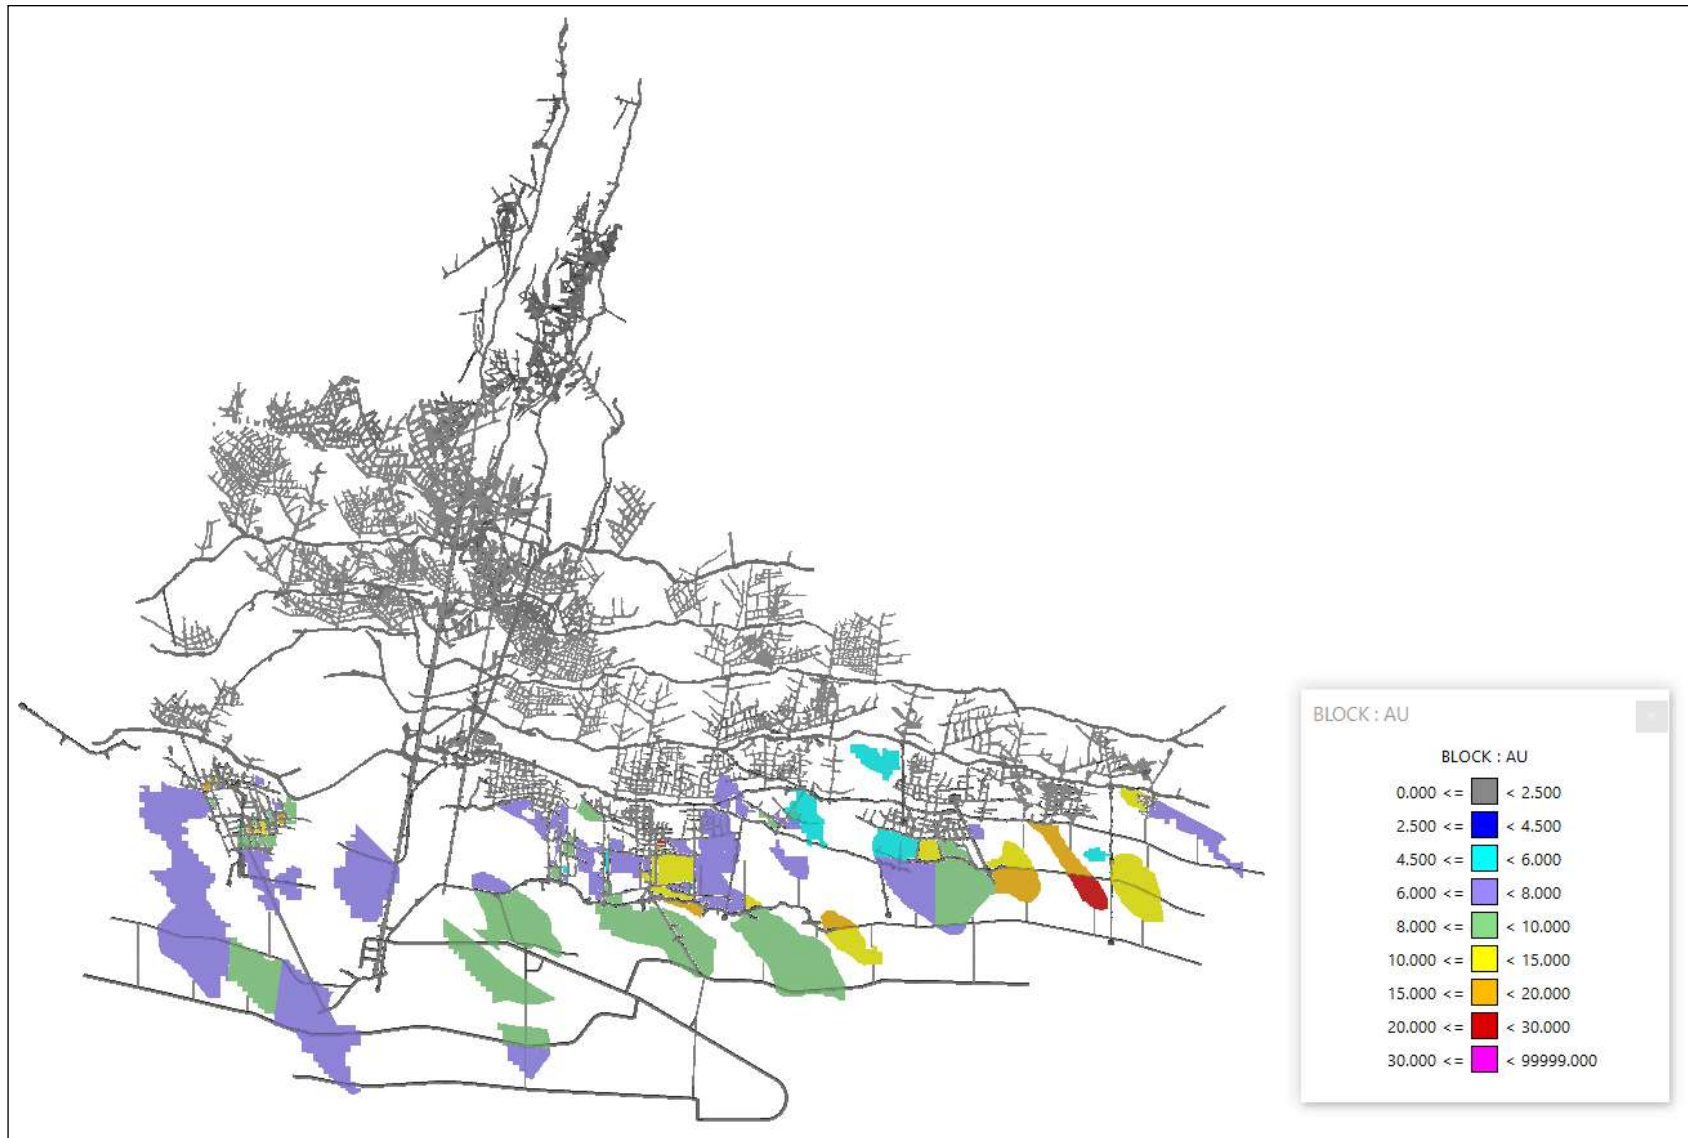 BLOCK : AU
BLOCK : AU
0.000 <= < 2.500
2.500 <= < 4.500
4.500 <= < 6.000
6.000 <= < 8.000
8.000 <= < 10.000
10.000 <= < 15.000
15.000 <= < 20.000
20.000 <= < 30.000
30.000 <= < 99999.000